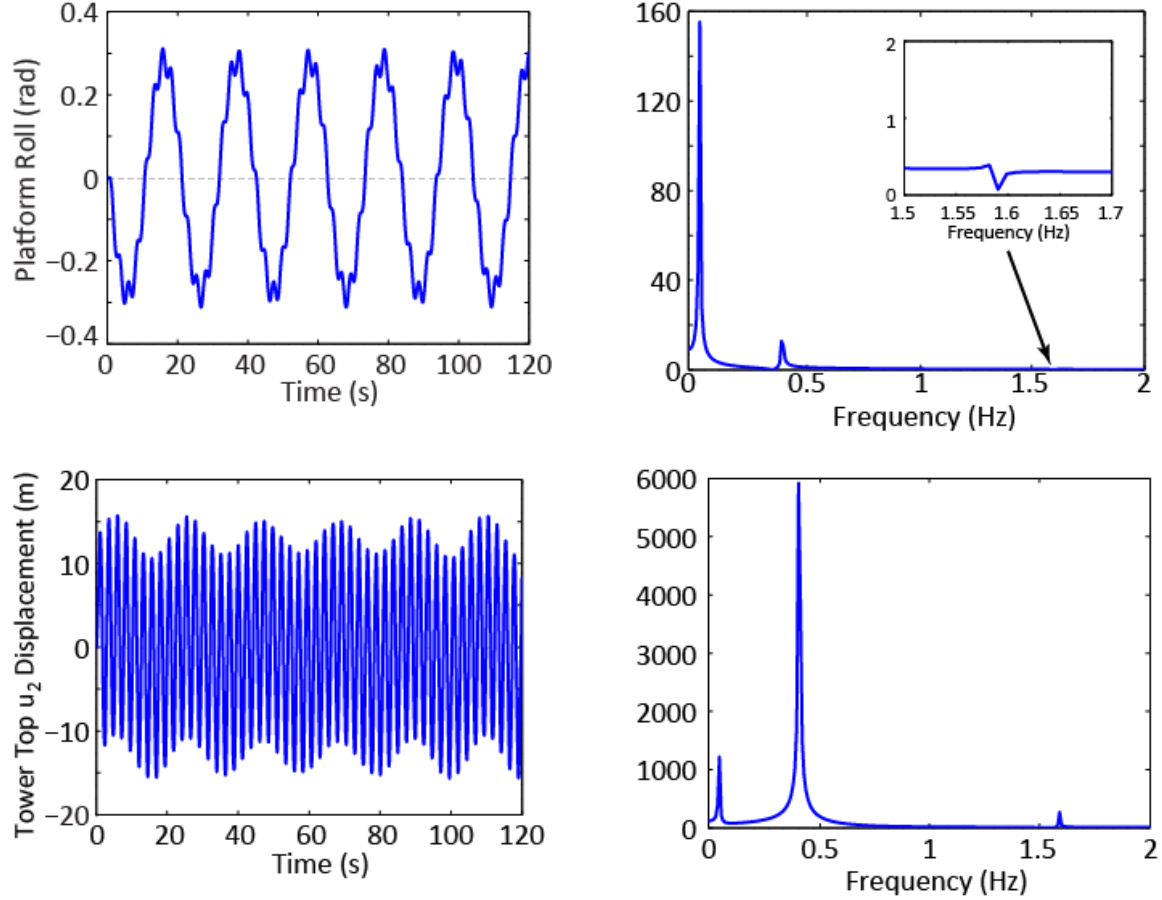 Platform Roll (rad)
0.4
0.2
0
−0.2
−0.4
0 20 40 60 80 100 120
Time (s)
160
120
80
40
0
0 0.5 1 1.5 2
Frequency (Hz)
2
1
0
1.5 1.55 1.6 1.65 1.7
Frequency (Hz)
Tower Top u2 Displacement (m)
20
10
0
−10
−20
0 20 40 60 80 100 120
Time (s)
6000
5000
4000
3000
2000
1000
0
0 0.5 1 1.5 2
Frequency (Hz)